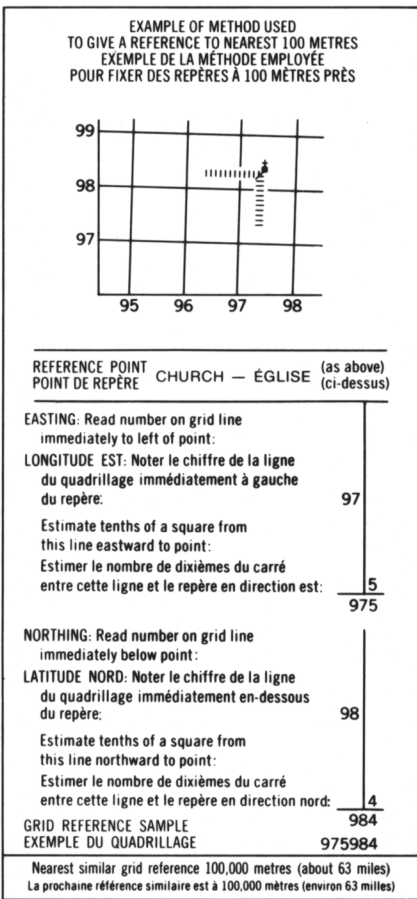 EXAMPLE OF METHOD USED
TO GIVE A REFERENCE TO NEAREST 100 METRES
EXEMPLE DE LA MÉTHODE EMPLOYÉE
POUR FIXER DES REPÈRES À 100 MÈTRES PRÈS
99
98
97
95 96 97 98
REFERENCE POINT
POINT DE REPÈRE
CHURCH — ÉGLISE
(as above)
(ci-dessus)
EASTING: Read number on grid line
immediately to left of point:
LONGITUDE EST: Noter le chiffre de la ligne
du quadrillage immédiatement à gauche
du repère: 97
Estimate tenths of a square from
this line eastward to point:
Estimer le nombre de dixièmes du carré
entre cette ligne et le repère en direction est: 5
975
NORTHING: Read number on grid line
immediately below point:
LATITUDE NORD: Noter le chiffre de la ligne
du quadrillage immédiatement en-dessous
du repère: 98
Estimate tenths of a square from
this line northward to point:
Estimer le nombre de dixièmes du carré
entre cette ligne et le repère en direction nord: 4
GRID REFERENCE SAMPLE 984
EXEMPLE DU QUADRILLAGE 975984
Nearest similar grid reference 100,000 metres (about 63 miles)
La prochaine référence similaire est à 100,000 mètres (environ 63 milles)